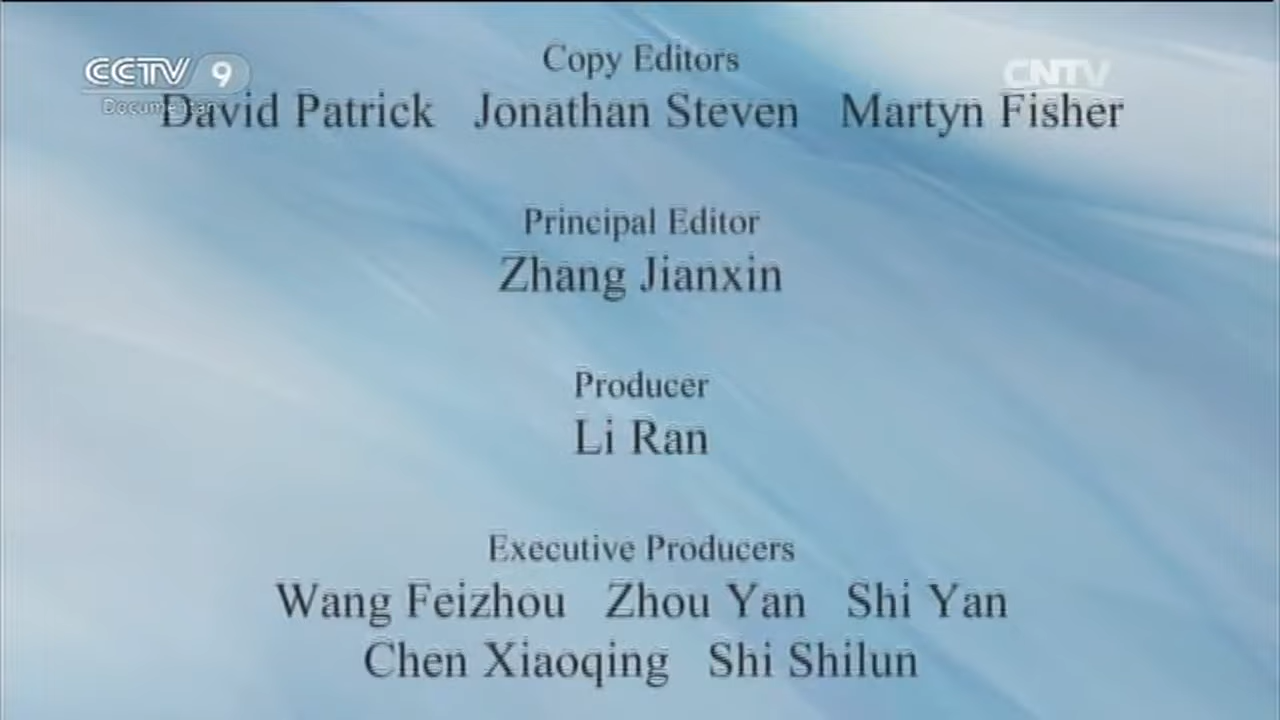 Copy Editors
CCTV 9
CNTV
Documentary
David Patrick Jonathan Steven Martyn Fisher
Principal Editor
Zhang Jianxin
Producer
Li Ran
Executive Producers
Wang Feizhou Zhou Yan Shi Yan
Chen Xiaoqing Shi Shilun